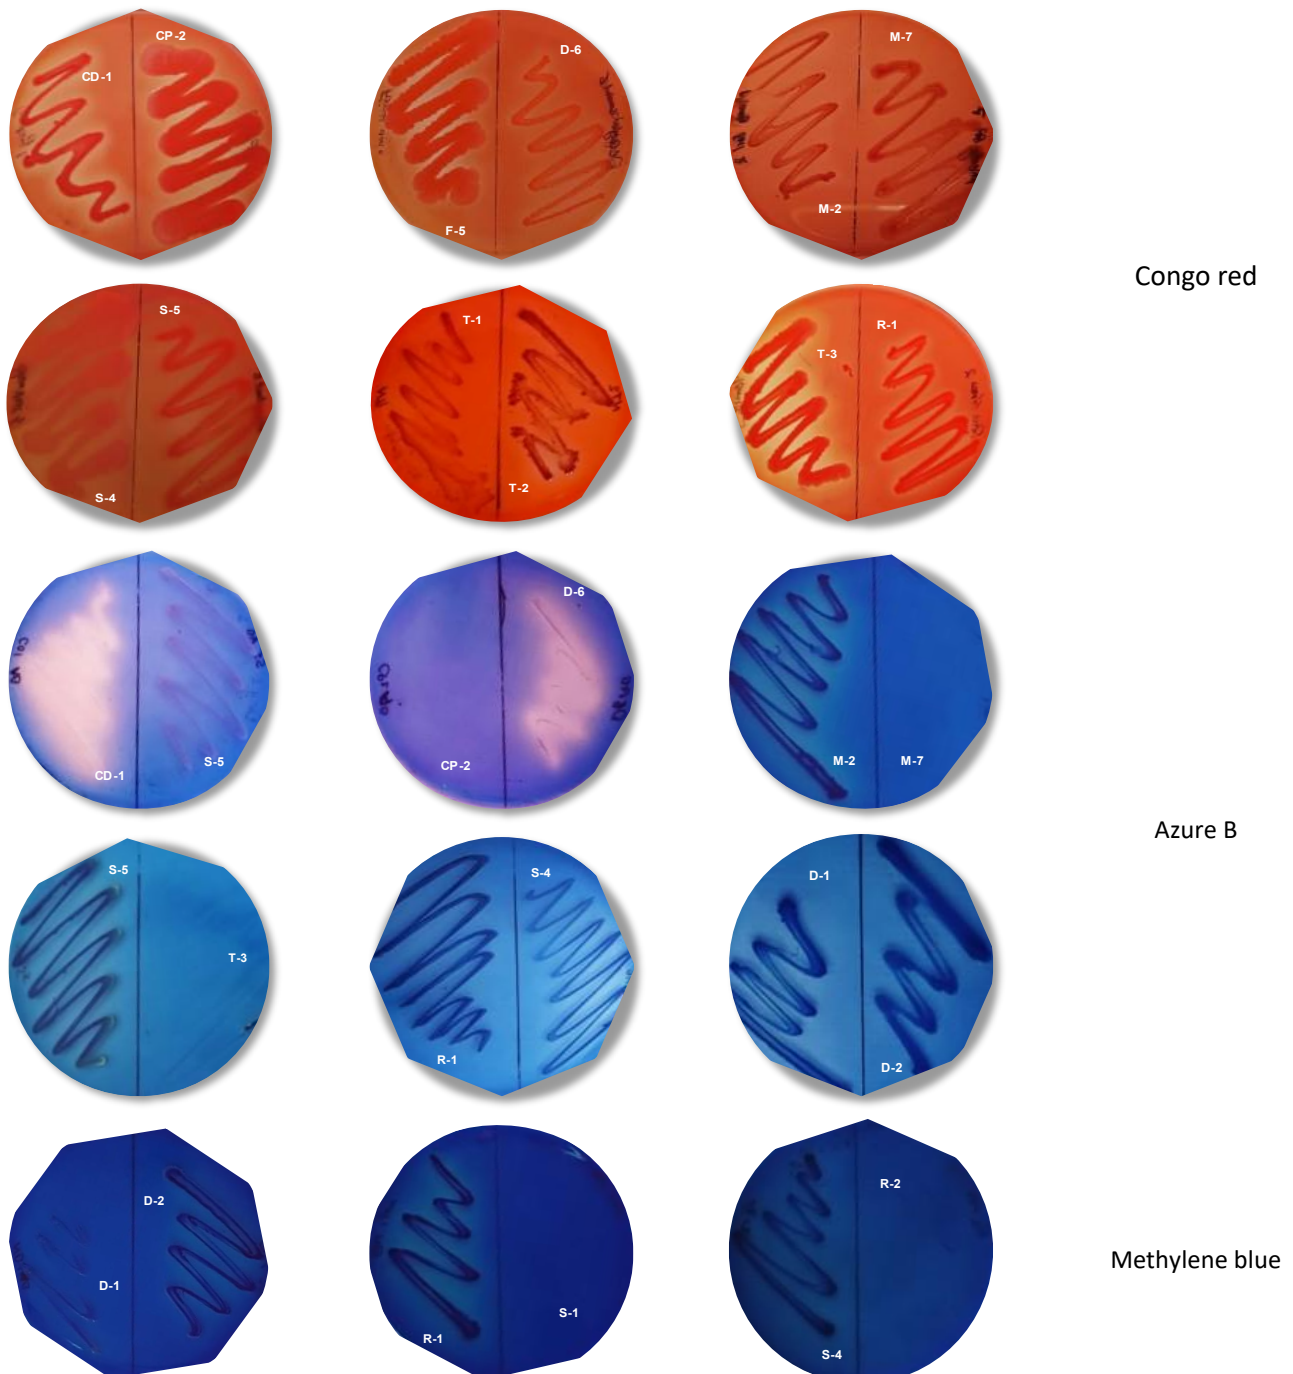 CP-2
CD-1
D-6
F-5
M-7
M-2
Congo red
S-5
S-4
T-1
T-2
R-1
T-3
CD-1
S-5
D-6
CP-2
M-2
M-7
Azure B
S-5
T-3
S-4
R-1
D-1
D-2
D-2
D-1
R-1
S-1
R-2
S-4
Methylene blue